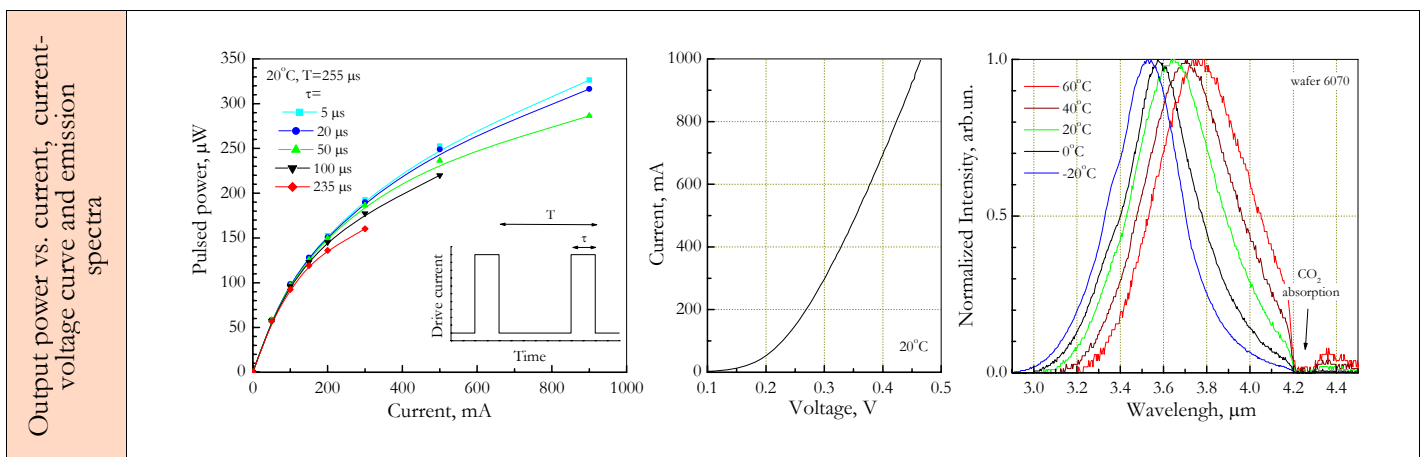 Output power vs. current, current-
voltage curve and emission
spectra
350
300
250
200
150
100
50
0
Pulsed power, µW
20°C, T=255 µs
τ=
5 µs
20 µs
50 µs
100 µs
235 µs
T
τ
Drive current
Time
0 200 400 600 800 1000
Current, mA
1000
800
600
400
200
0
Current, mA
20°C
0.1 0.2 0.3 0.4 0.5
Voltage, V
1.0
0.5
0.0
Normalized Intensity, arb.un.
wafer 6070
60°C
40°C
20°C
0°C
-20°C
CO2
absorption
3.0 3.2 3.4 3.6 3.8 4.0 4.2 4.4
Wavelengh, µm